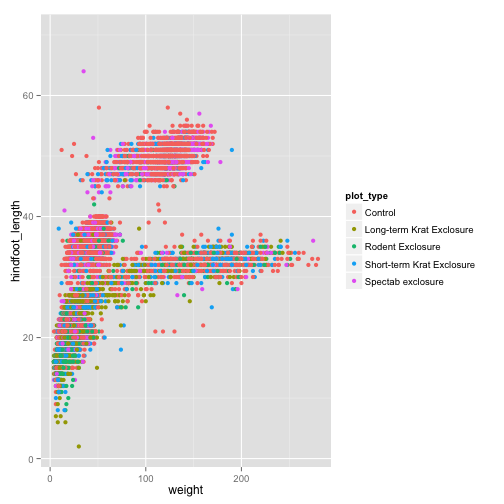 60
40
20
0
hindfoot_length
0
100
200
weight
plot_type
Control
Long-term Krat Exclosure
Rodent Exclosure
Short-term Krat Exclosure
Spectab exclosure